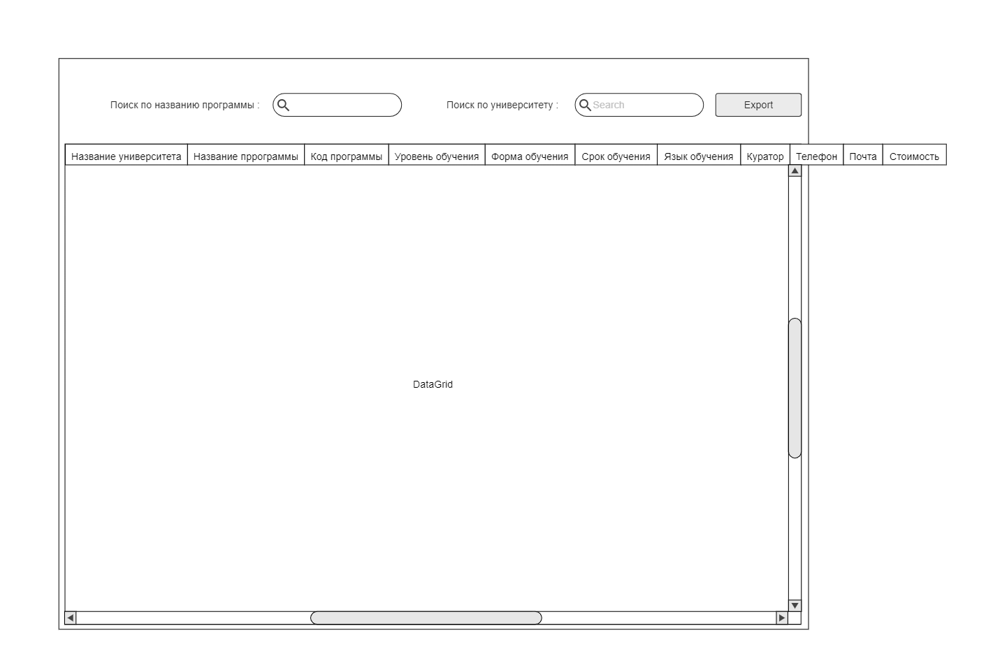 Поиск по названию программы :
Поиск по университету :
Search
Export
Название университета
Название пррограммы
Код программы
Уровень обучения
Форма обучения
Срок обучения
Язык обучения
Куратор
Телефон
Почта
Стоимость
DataGrid